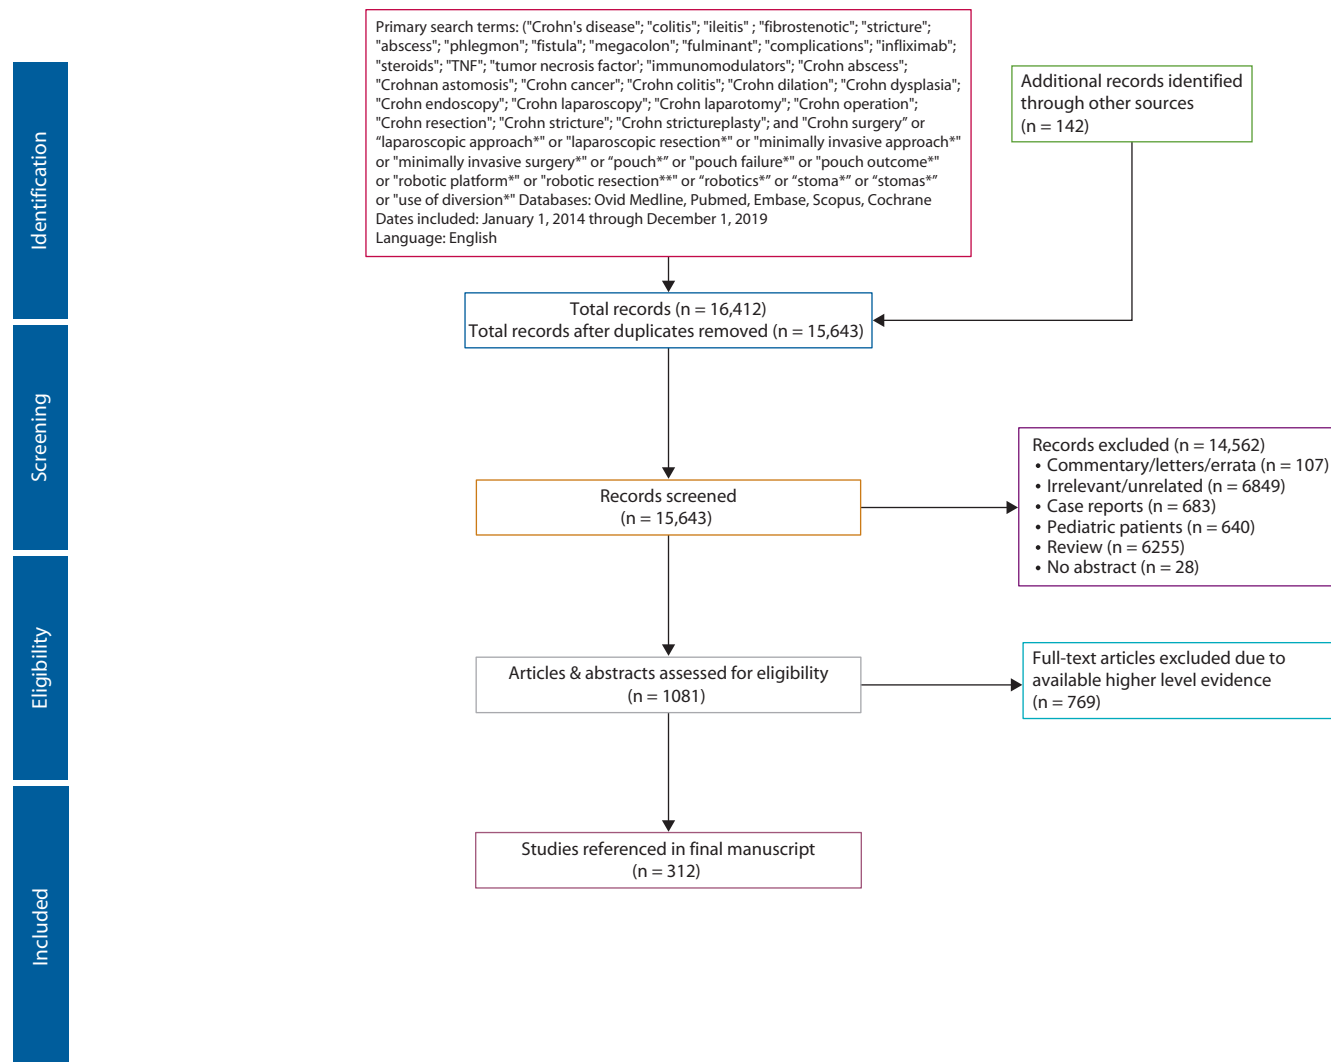 Primary search terms: ("Crohn's disease"; "colitis"; "ileitis" ; "fibrostenotic"; "stricture";
"abscess"; "phlegmon"; "fistula"; "megacolon"; "fulminant"; "complications"; "infliximab";
"steroids"; "TNF"; "tumor necrosis factor'; "immunomodulators"; "Crohn abscess";
"Crohnan astomosis"; "Crohn cancer"; "Crohn colitis"; "Crohn dilation"; "Crohn dysplasia";
"Crohn endoscopy"; "Crohn laparoscopy"; "Crohn laparotomy"; "Crohn operation";
"Crohn resection"; "Crohn stricture"; "Crohn strictureplasty"; and "Crohn surgery” or
“laparoscopic approach*" or "laparoscopic resection*" or "minimally invasive approach*"
or "minimally invasive surgery*" or “pouch*” or "pouch failure*" or "pouch outcome*"
or "robotic platform*" or "robotic resection**" or “robotics*” or “stoma*” or “stomas*”
or "use of diversion*" Databases: Ovid Medline, Pubmed, Embase, Scopus, Cochrane
Dates included: January 1, 2014 through December 1, 2019
Language: English
Additional records identified
through other sources
(n = 142)
Identification
Total records (n = 16,412)
Total records after duplicates removed (n = 15,643)
Screening
Records screened
(n = 15,643)
Records excluded (n = 14,562)
• Commentary/letters/errata (n = 107)
• Irrelevant/unrelated (n = 6849)
• Case reports (n = 683)
• Pediatric patients (n = 640)
• Review (n = 6255)
• No abstract (n = 28)
Eligibility
Articles & abstracts assessed for eligibility
(n = 1081)
Full-text articles excluded due to
available higher level evidence
(n = 769)
Included
Studies referenced in final manuscript
(n = 312)